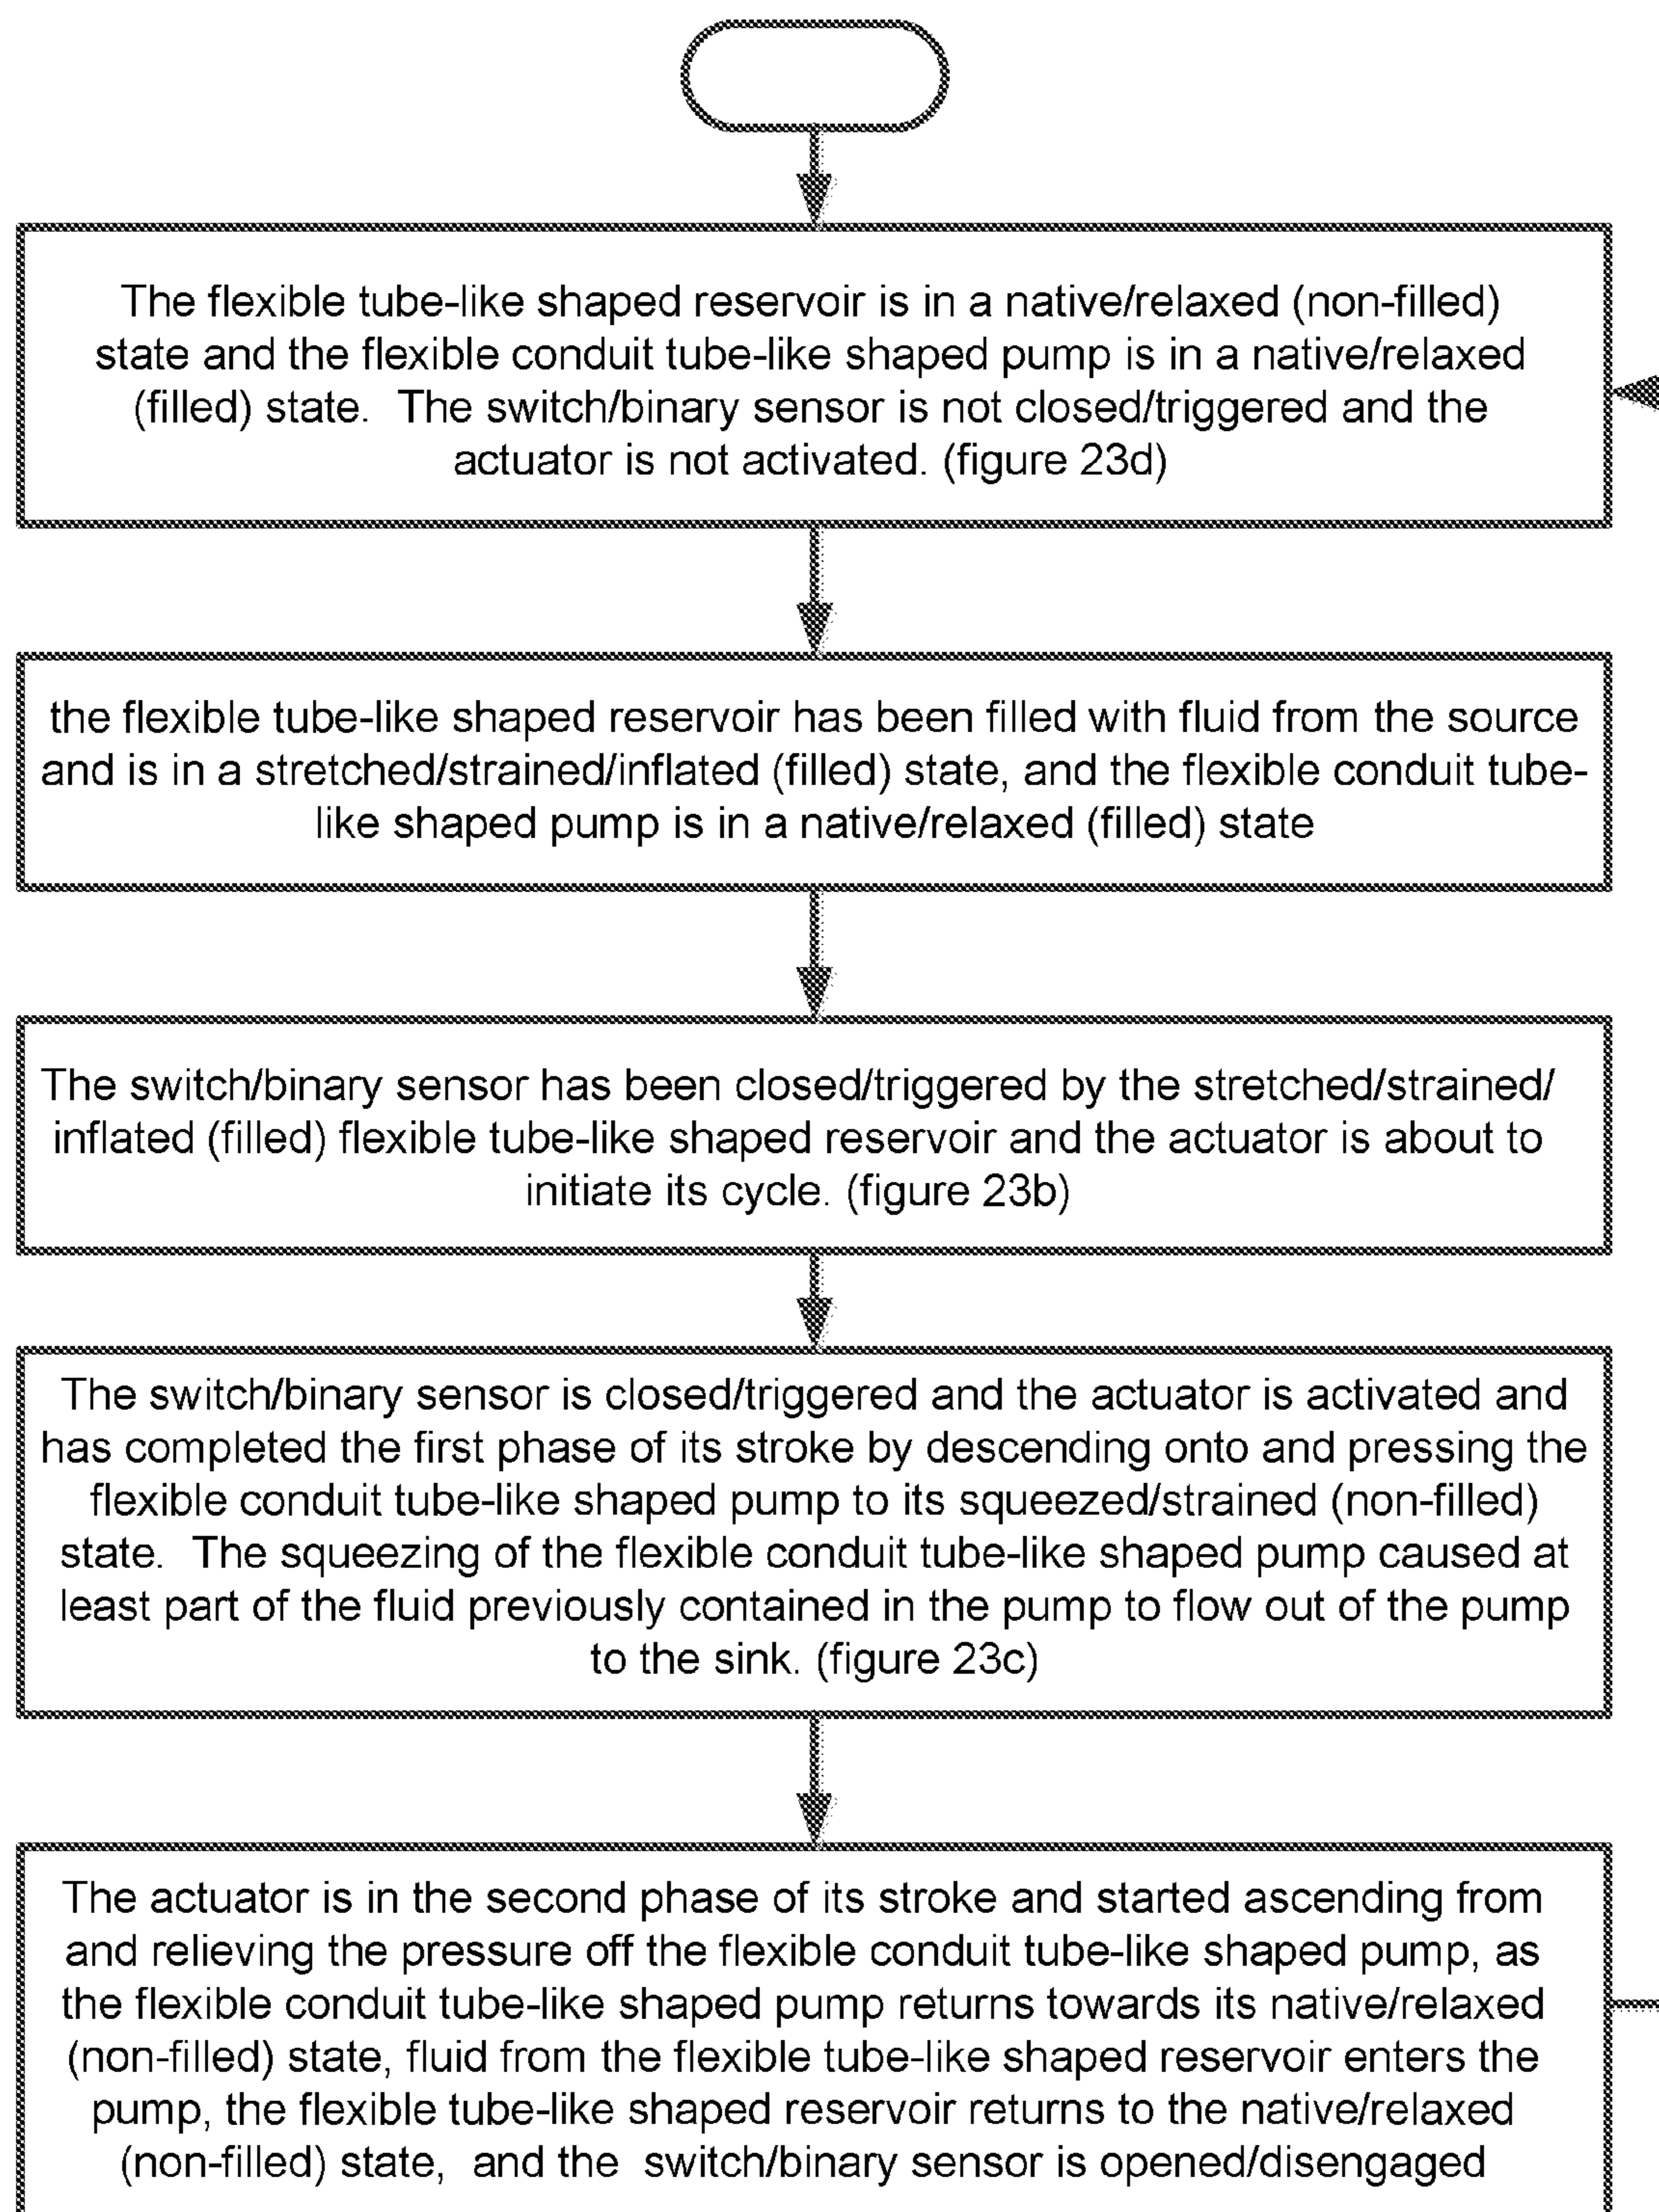 The flexible tube-like shaped reservoir is in a native/relaxed (non-filled)
state and the flexible conduit tube-like shaped pump is in a native/relaxed
(filled) state.  The switch/binary sensor is not closed/triggered and the
actuator is not activated. (figure 23d)
the flexible tube-like shaped reservoir has been filled with fluid from the source
and is in a stretched/strained/inflated (filled) state, and the flexible conduit tube-
like shaped pump is in a native/relaxed (filled) state
The switch/binary sensor has been closed/triggered by the stretched/strained/
inflated (filled) flexible tube-like shaped reservoir and the actuator is about to
initiate its cycle. (figure 23b)
The switch/binary sensor is closed/triggered and the actuator is activated and
has completed the first phase of its stroke by descending onto and pressing the
flexible conduit tube-like shaped pump to its squeezed/strained (non-filled)
state.  The squeezing of the flexible conduit tube-like shaped pump caused at
least part of the fluid previously contained in the pump to flow out of the pump
to the sink. (figure 23c)
The actuator is in the second phase of its stroke and started ascending from
and relieving the pressure off the flexible conduit tube-like shaped pump, as
the flexible conduit tube-like shaped pump returns towards its native/relaxed
(non-filled) state, fluid from the flexible tube-like shaped reservoir enters the
pump, the flexible tube-like shaped reservoir returns to the native/relaxed
(non-filled) state,  and the  switch/binary sensor is opened/disengaged